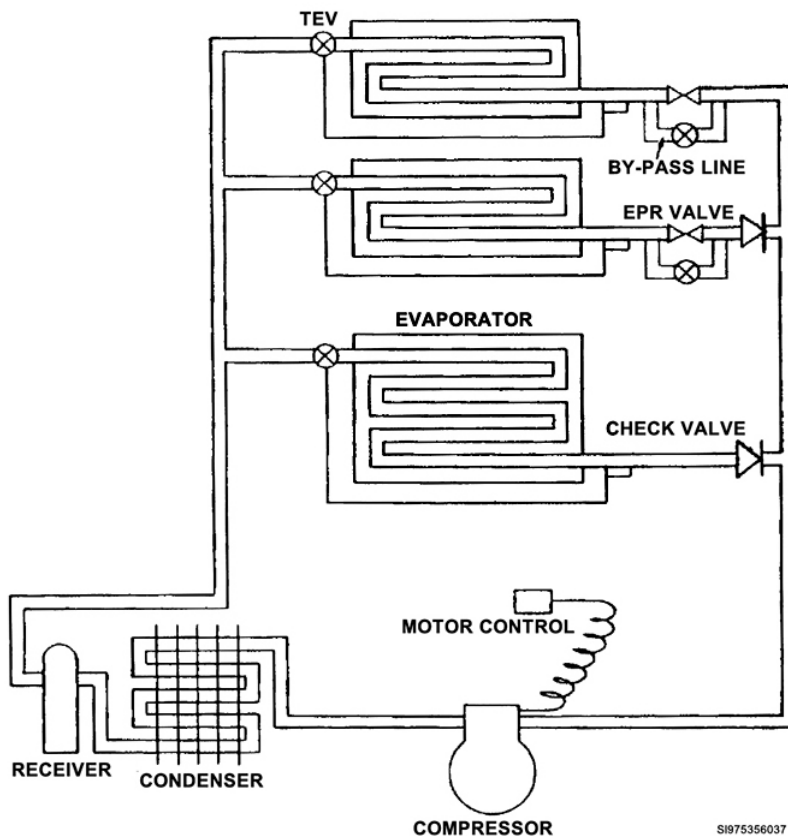 TEV
BY-PASS LINE
EPR VALVE
EVAPORATOR
CHECK VALVE
MOTOR CONTROL
RECEIVER
CONDENSER
COMPRESSOR
SI975356037